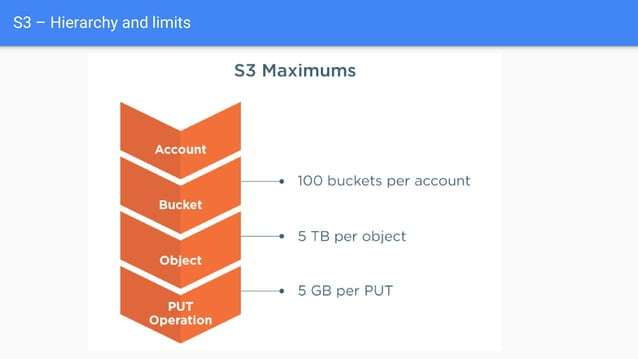 S3 – Hierarchy and limits
S3 Maximums
Account
100 buckets per account
Bucket
5 TB per object
Object
5 GB per PUT
PUT
Operation